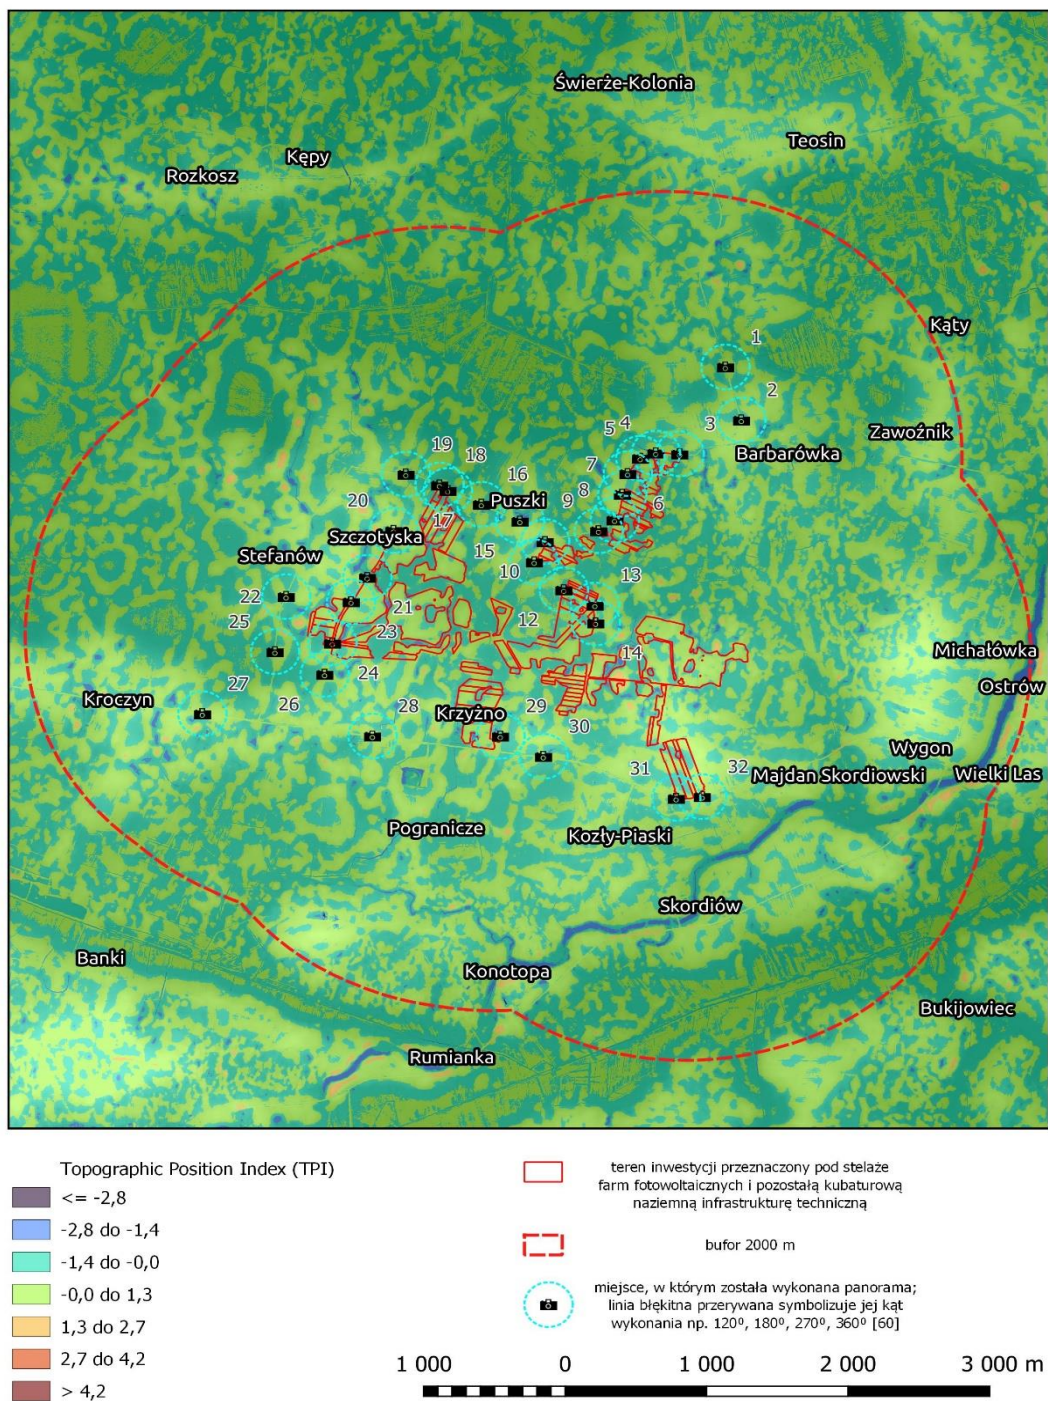 Świerże-Kolonia
Teosin
Kępy
Rozkosz
Kąty
1
2
3
4
5
Zawoźnik
Barbarówka
19
18
7
16
8
9
6
20
Puszki
17
Szczotyska
15
Stefanów
10
13
22
21
25
12
23
14
Michałówka
24
27
Ostrów
Kroczyn
26
28
Krzyżno
29
30
Wygon
31
32
Majdan Skordiowski
Wielki Las
Pogranicze
Kozły-Piaski
Skordiów
Banki
Konotopa
Bukijowiec
Rumianka
Topographic Position Index (TPI)
<= -2,8
-2,8 do -1,4
-1,4 do -0,0
-0,0 do 1,3
1,3 do 2,7
2,7 do 4,2
> 4,2
teren inwestycji przeznaczony pod stelaże
farm fotowoltaicznych i pozostałą kubaturową
naziemną infrastrukturę techniczną
bufor 2000 m
miejsce, w którym została wykonana panorama;
linia błękitna przerywana symbolizuje jej kąt
wykonania np. 120⁰, 180⁰, 270⁰, 360⁰ [60]
1 000 0 1 000 2 000 3 000 m